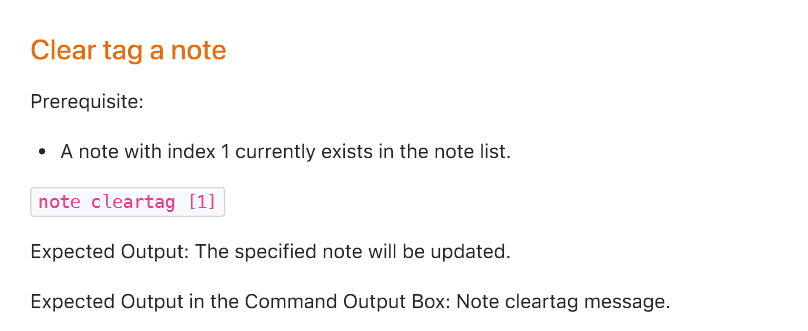 Clear tag a note
Prerequisite:
• A note with index 1 currently exists in the note list.
note cleartag [1]
Expected Output: The specified note will be updated.
Expected Output in the Command Output Box: Note cleartag message.